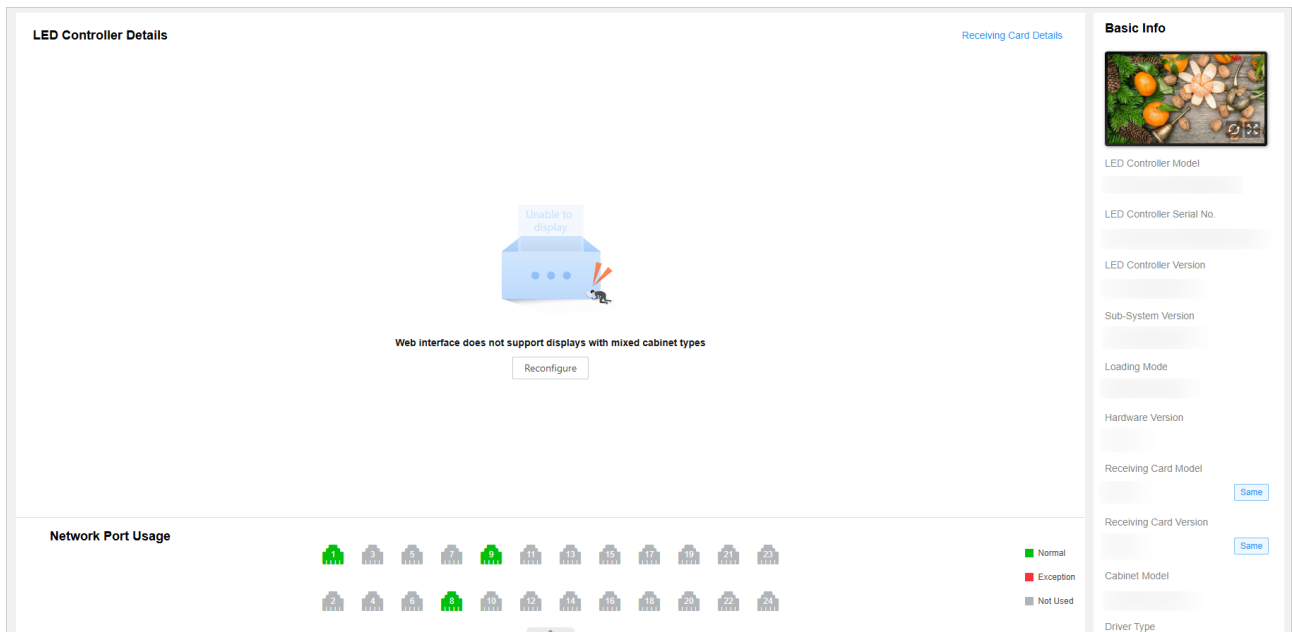 LED Controller Details
Receiving Card Details
Unable to
display
Web interface does not support displays with mixed cabinet types
Reconfigure
Network Port Usage
1 3 5 7 9 11 13 15 17 19 21 23
2 4 6 8 10 12 14 16 18 20 22 24
Normal
Exception
Not Used
Basic Info
LED Controller Model
LED Controller Serial No.
LED Controller Version
Sub-System Version
Loading Mode
Hardware Version
Receiving Card Model
Same
Receiving Card Version
Same
Cabinet Model
Driver Type